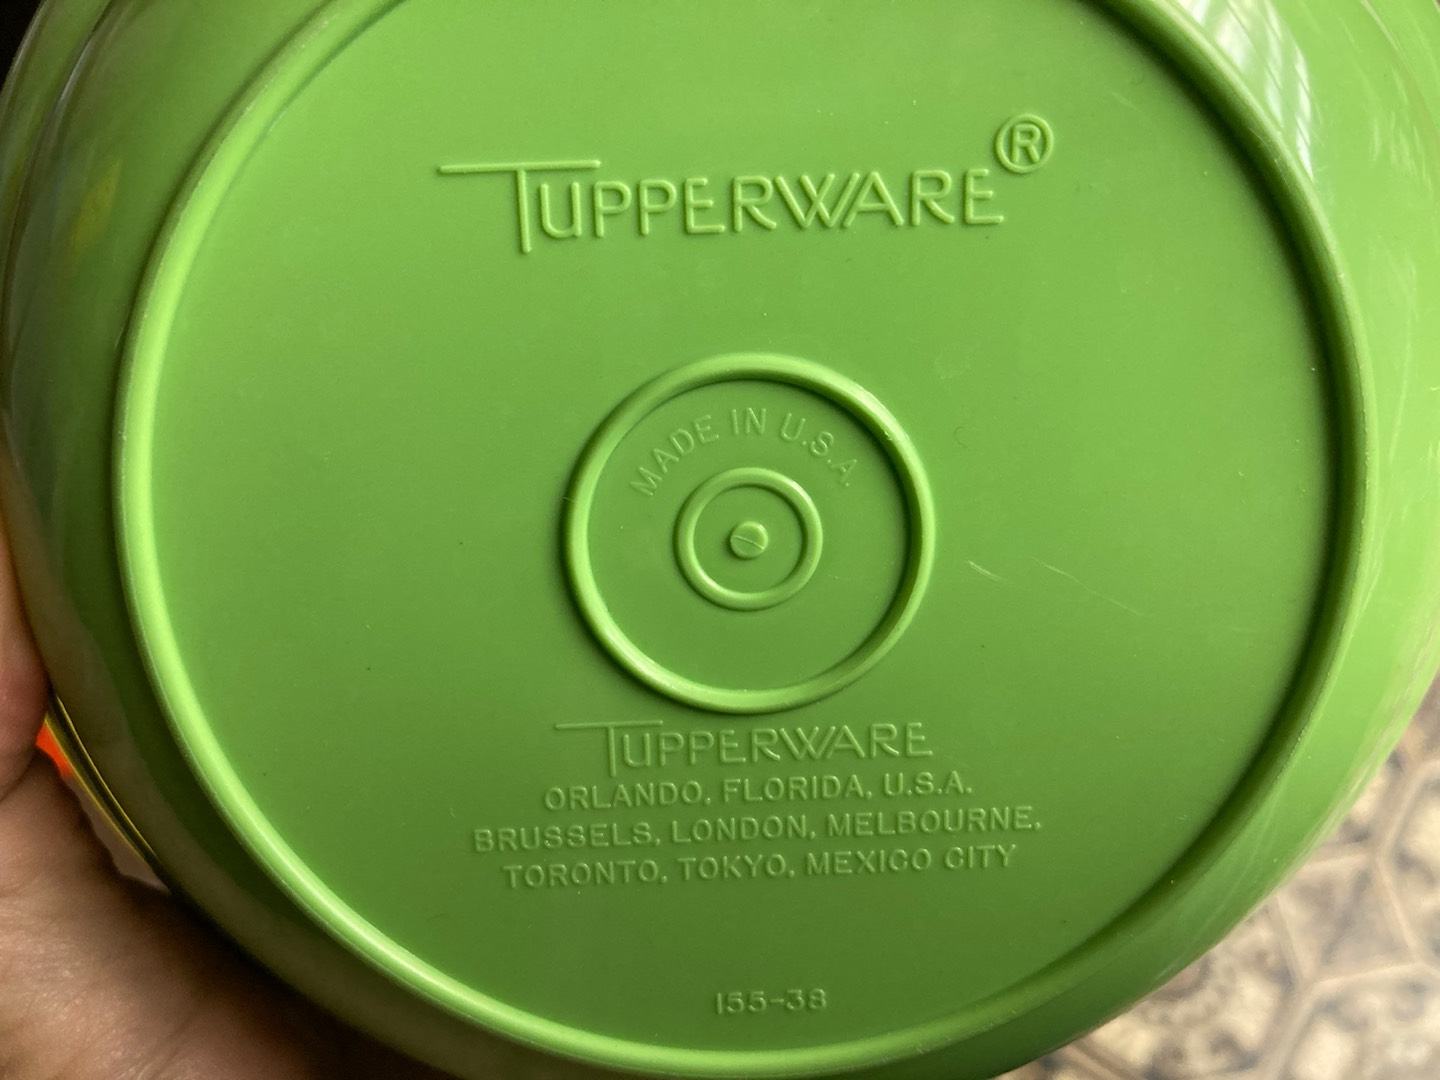 TUPPERWARE®
MADE IN U.S.A.
TUPPERWARE
ORLANDO, FLORIDA, U.S.A.
BRUSSELS, LONDON, MELBOURNE,
TORONTO, TOKYO, MEXICO CITY
155-38